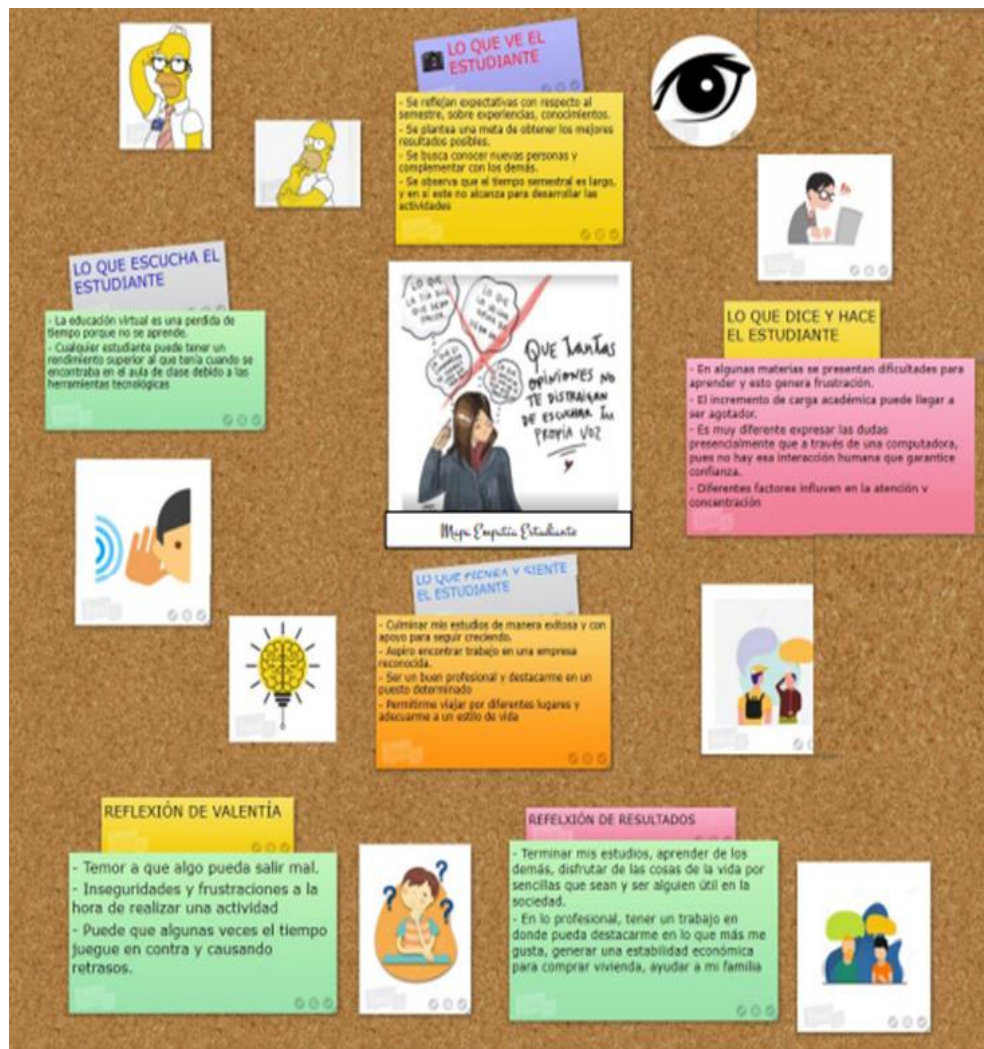 LO QUE VE EL
ESTUDIANTE
- Se reflejan expectativas con respecto al
semestre, sobre experiencias, conocimientos.
- Se plantea una meta de obtener los mejores
resultados posibles.
- Se busca conocer nuevas personas y
complementar con los demás.
- Se observa que el tiempo semestral es largo,
y en si este no alcanza para desarrollar las
actividades
LO QUE ESCUCHA EL
ESTUDIANTE
- La educación virtual es una perdida de
tiempo porque no se aprende.
- Cualquier estudiante puede tener un
rendimiento superior al que tenía cuando se
encontraba en el aula de clase debido a las
herramientas tecnológicas
LO QUE
LA TIA DICE
QUE DEBO
LO QUE
QUE TANTAS
OPINIONES NO
TE DISTRAIGAN
DE ESCUCHAR TU
PROPIA VOZ
Mapa Empatía Estudiante
LO QUE DICE Y HACE
EL ESTUDIANTE
- En algunas materias se presentan dificultades para
aprender y esto genera frustración.
- El incremento de carga académica puede llegar a
ser agotador.
- Es muy diferente expresar las dudas
presencialmente que a través de una computadora,
pues no hay esa interacción humana que garantice
confianza.
- Diferentes factores influyen en la atención y
concentración
LO QUE PIENSA Y SIENTE
EL ESTUDIANTE
- Culminar mis estudios de manera exitosa y con
apoyo para seguir creciendo.
- Aspiro encontrar trabajo en una empresa
reconocida.
- Ser un buen profesional y destacarme en un
puesto determinado
- Permitirme viajar por diferentes lugares y
adecuarme a un estilo de vida
REFLEXIÓN DE VALENTÍA
- Temor a que algo pueda salir mal.
- Inseguridades y frustraciones a la
hora de realizar una actividad
- Puede que algunas veces el tiempo
juegue en contra y causando
retrasos.
REFELXIÓN DE RESULTADOS
- Terminar mis estudios, aprender de los
demás, disfrutar de las cosas de la vida por
sencillas que sean y ser alguien útil en la
sociedad.
- En lo profesional, tener un trabajo en
donde pueda destacarme en lo que más me
gusta, generar una estabilidad económica
para comprar vivienda, ayudar a mi familia